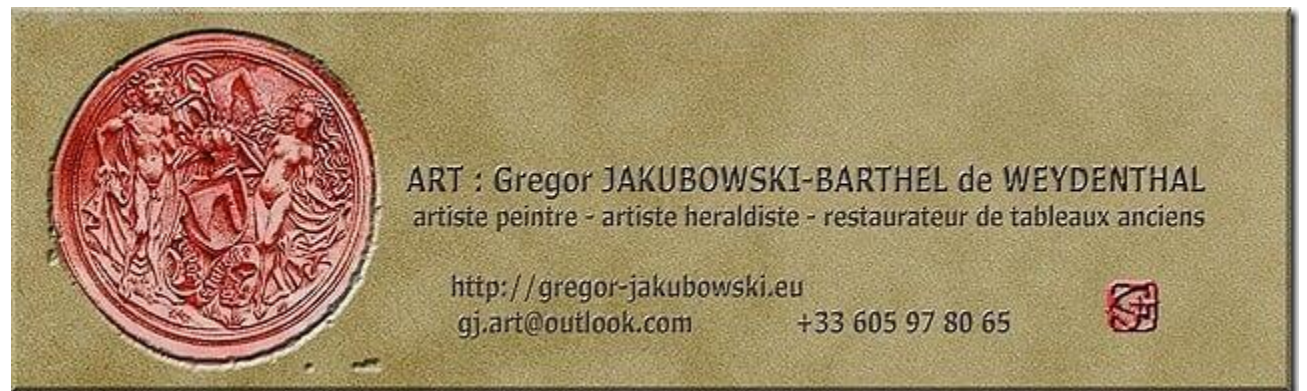 ART : Gregor JAKUBOWSKI-BARTHEL de WEYDENTHAL
artiste peintre - artiste heraldiste - restaurateur de tableaux anciens
http://gregor-jakubowski.eu
gj.art@outlook.com +33 605 97 80 65